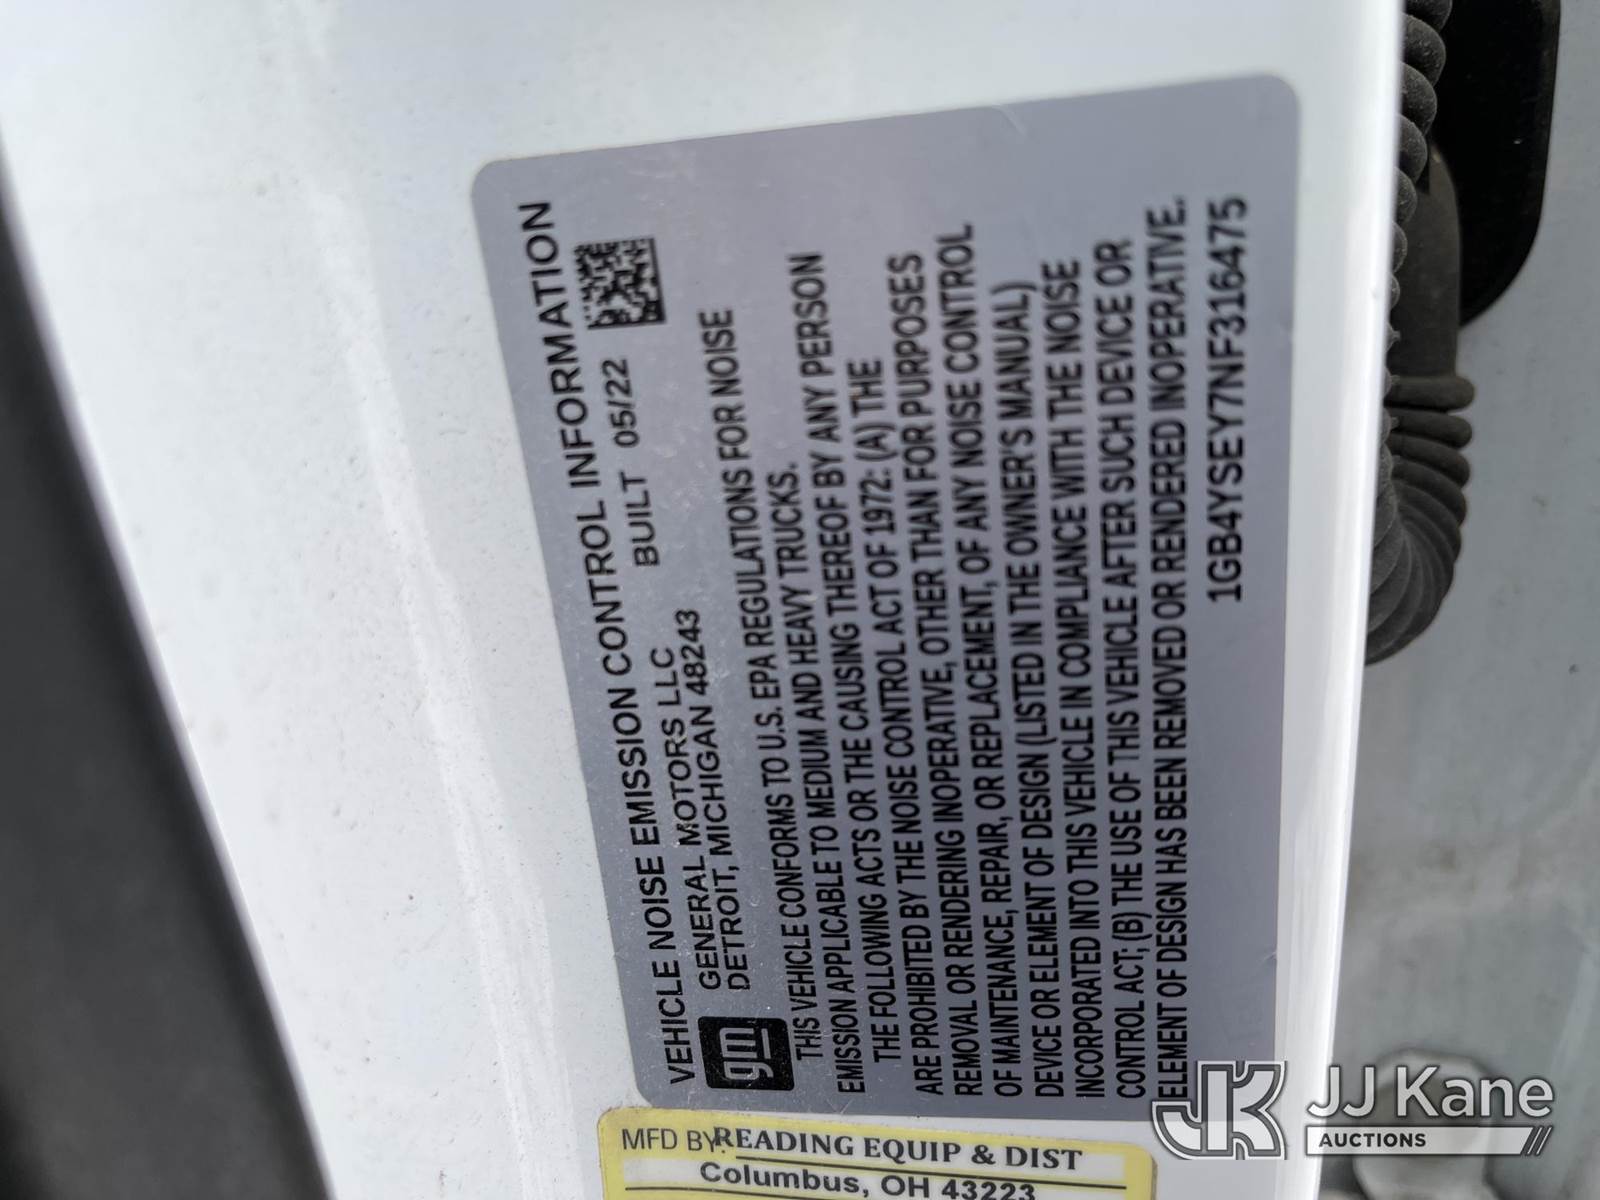 VEHICLE NOISE EMISSION CONTROL INFORMATION
gm
GENERAL MOTORS LLC
BUILT 05/22
DETROIT, MICHIGAN 48243
THIS VEHICLE CONFORMS TO U.S. EPA REGULATIONS FOR NOISE
EMISSION APPLICABLE TO MEDIUM AND HEAVY TRUCKS.
THE FOLLOWING ACTS OR THE CAUSING THEREOF BY ANY PERSON
ARE PROHIBITED BY THE NOISE CONTROL ACT OF 1972: (A) THE
REMOVAL OR RENDERING INOPERATIVE, OTHER THAN FOR PURPOSES
OF MAINTENANCE, REPAIR, OR REPLACEMENT, OF ANY NOISE CONTROL
DEVICE OR ELEMENT OF DESIGN (LISTED IN THE OWNER'S MANUAL)
INCORPORATED INTO THIS VEHICLE IN COMPLIANCE WITH THE NOISE
CONTROL ACT; (B) THE USE OF THIS VEHICLE AFTER SUCH DEVICE OR
ELEMENT OF DESIGN HAS BEEN REMOVED OR RENDERED INOPERATIVE.
1GB4YSEY7NF316475
MFD BY: READING EQUIP & DIST
Columbus, OH 43223
JK JJ Kane
AUCTIONS